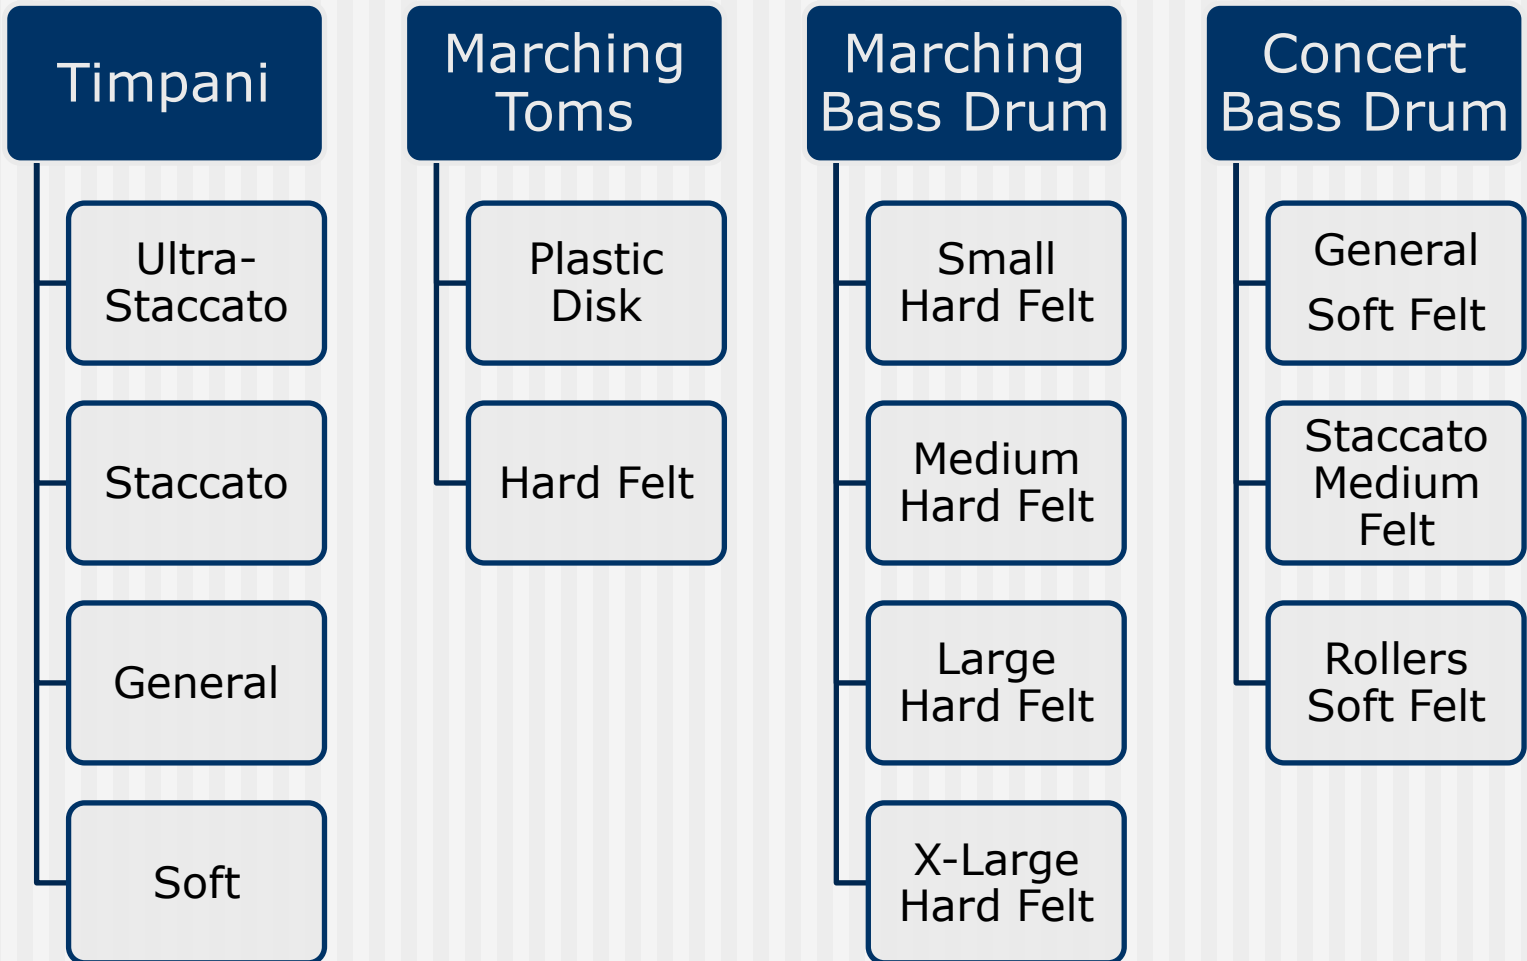 Timpani
Ultra-
Staccato
Staccato
General
Soft
Marching
Toms
Plastic
Disk
Hard Felt
Marching
Bass Drum
Small
Hard Felt
Medium
Hard Felt
Large
Hard Felt
X-Large
Hard Felt
Concert
Bass Drum
General
Soft Felt
Staccato
Medium
Felt
Rollers
Soft Felt